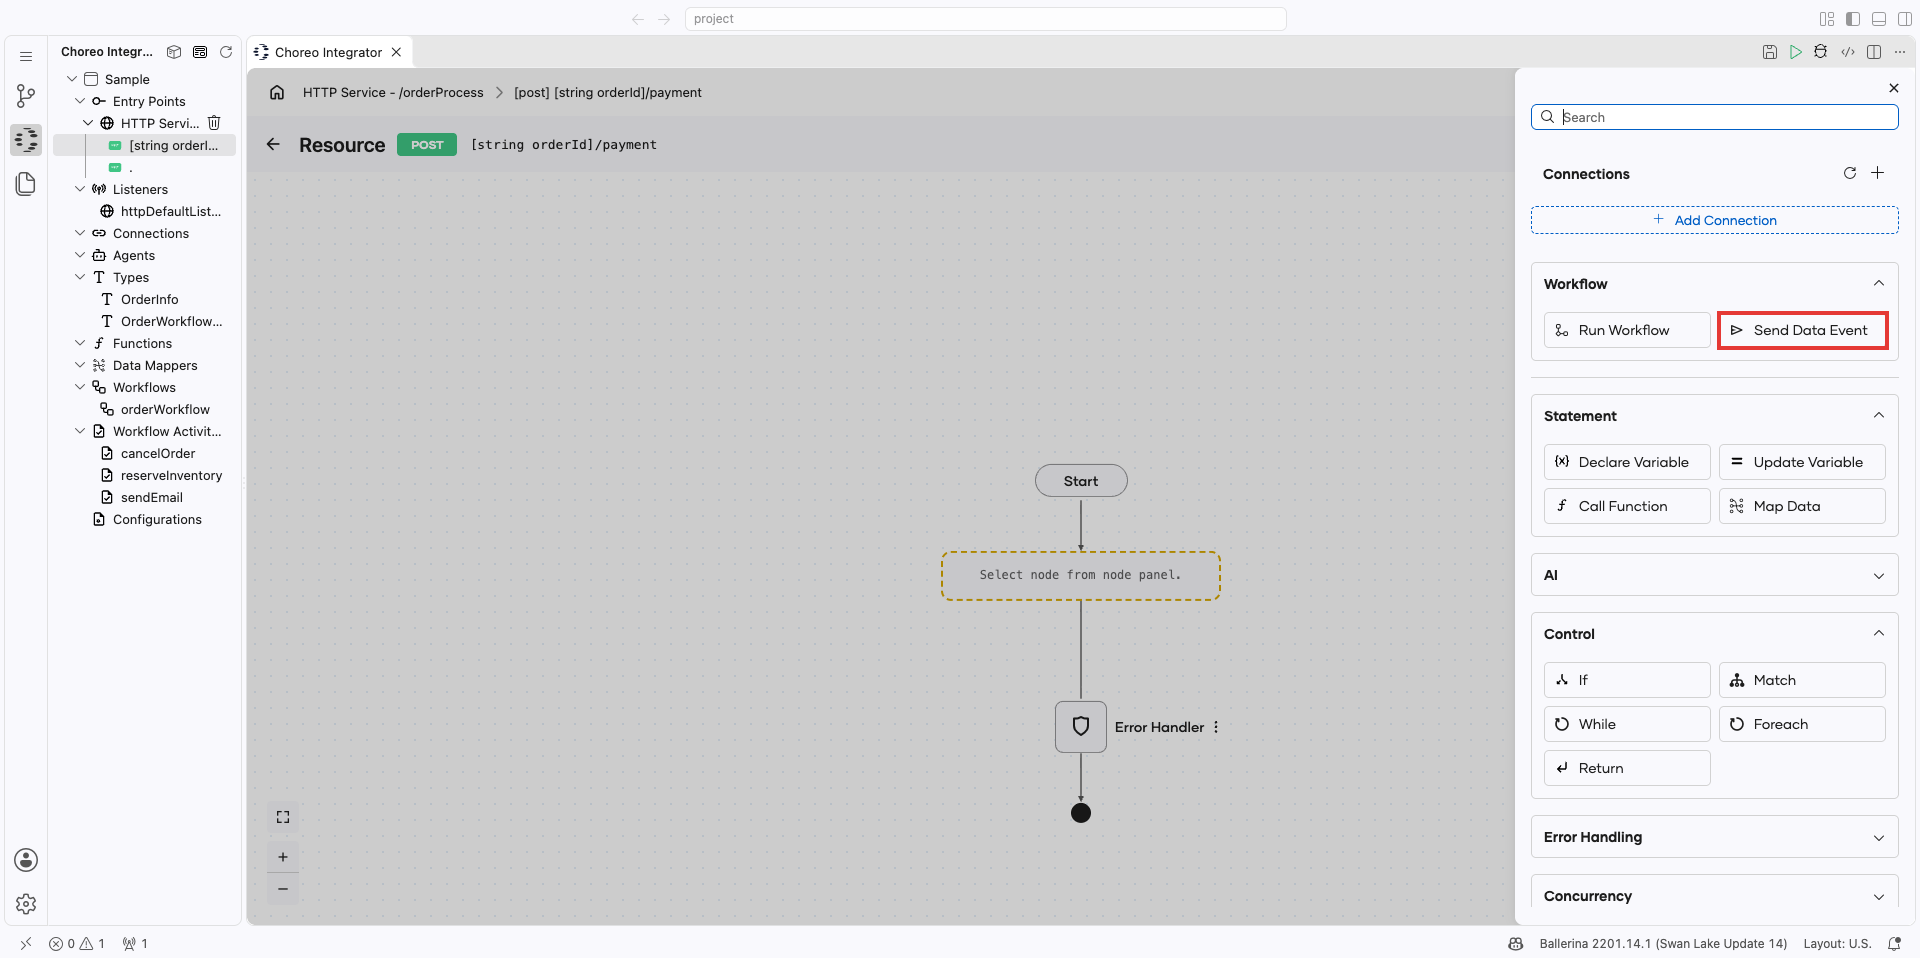 project
Choreo Integr...
Sample
Entry Points
HTTP Servi...
[string orderI...
.
Listeners
httpDefaultList...
Connections
Agents
Types
OrderInfo
OrderWorkflow...
Functions
Data Mappers
Workflows
orderWorkflow
Workflow Activit...
cancelOrder
reserveInventory
sendEmail
Configurations
Choreo Integrator
HTTP Service - /orderProcess
[post] [string orderId]/payment
Resource
POST
[string orderId]/payment
Start
Select node from node panel.
Error Handler
Search
Connections
Add Connection
Workflow
Run Workflow
Send Data Event
Statement
Declare Variable
Update Variable
Call Function
Map Data
AI
Control
If
Match
While
Foreach
Return
Error Handling
Concurrency
0
1
1
Ballerina 2201.14.1 (Swan Lake Update 14)
Layout: U.S.